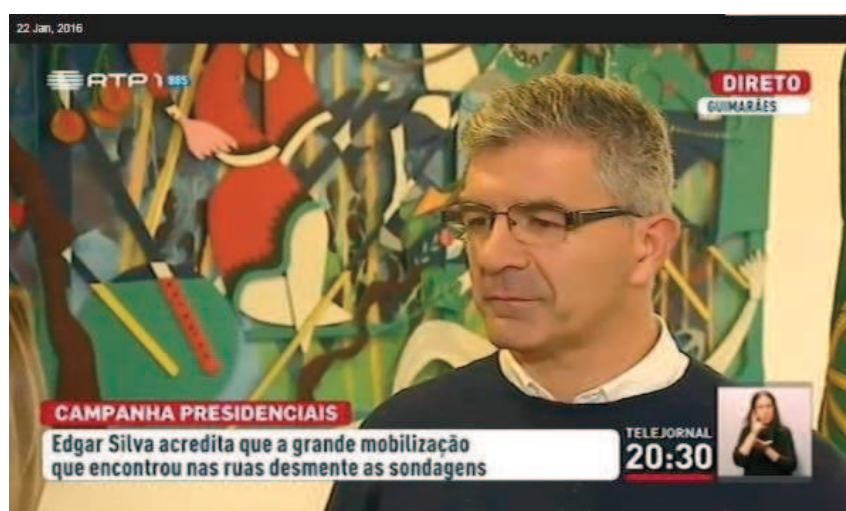 22 Jan, 2016
RTP 1 885
DIRETO
GUIMARÃES
CAMPANHA PRESIDENCIAIS
Edgar Silva acredita que a grande mobilização
que encontrou nas ruas desmente as sondagens
TELEJORNAL
20:30